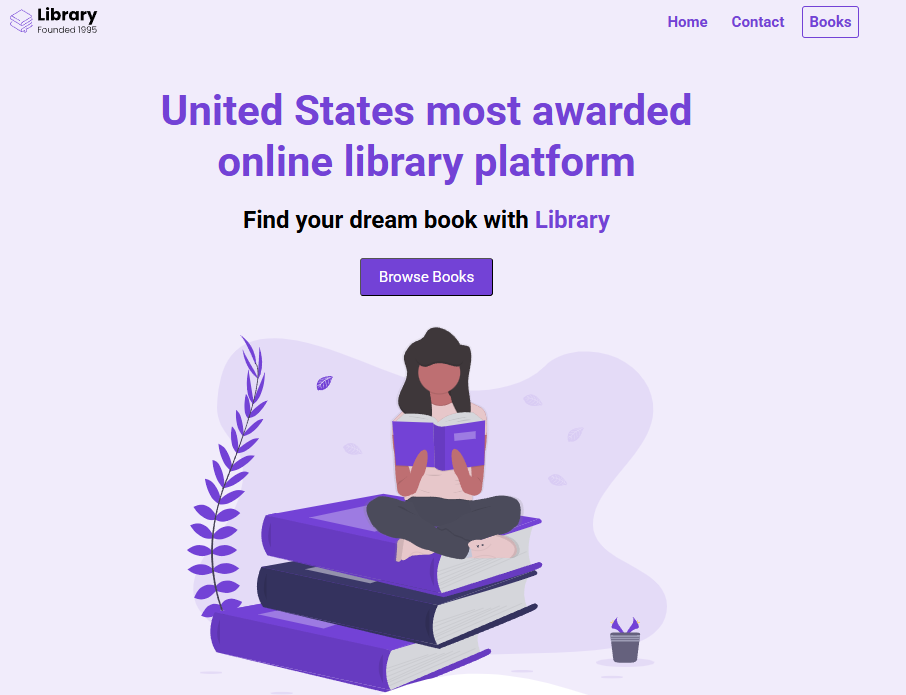 Library
Founded 1995
Home Contact Books
United States most awarded
online library platform
Find your dream book with Library
Browse Books